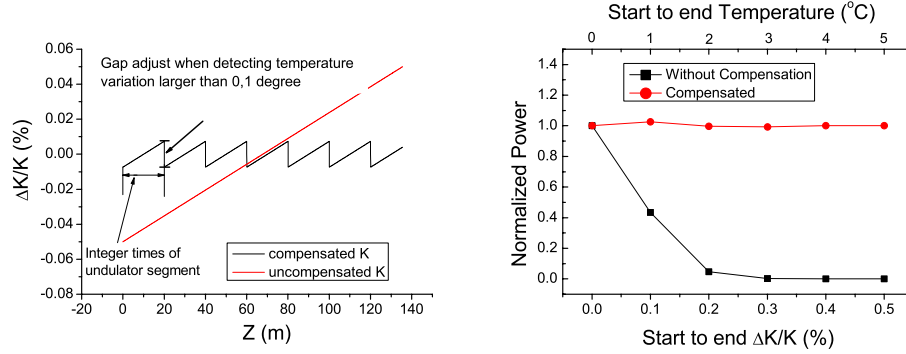 Gap adjust when detecting temperature
variation larger than 0,1 degree
0.06
0.04
0.02
0.00
-0.02
-0.04
-0.06
-0.08
ΔK/K (%)
Integer times of
undulator segment
compensated K
uncompensated K
-20 0 20 40 60 80 100 120 140
Z (m)
Start to end Temperature (°C)
0 1 2 3 4 5
1.4
1.2
1.0
0.8
0.6
0.4
0.2
0.0
Normalized Power
Without Compensation
Compensated
0.0 0.1 0.2 0.3 0.4 0.5
Start to end ΔK/K (%)